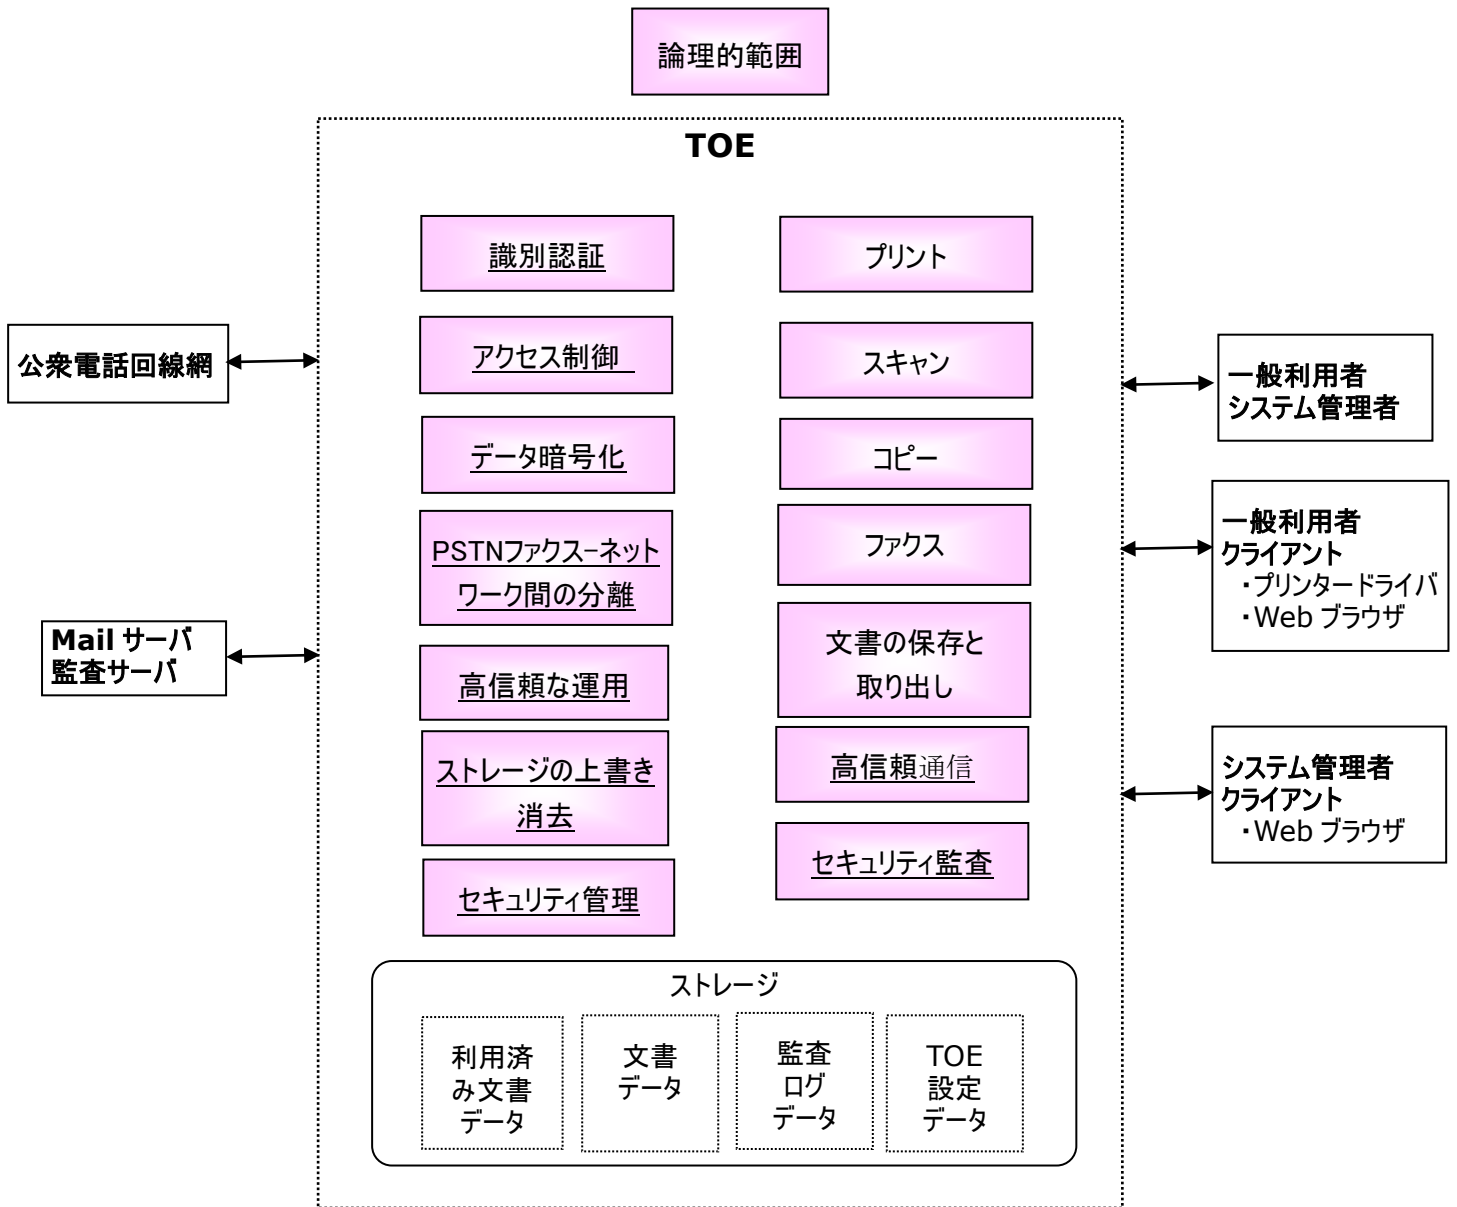 論理的範囲
TOE
識別認証
アクセス制御
データ暗号化
PSTNファクス-ネット
ワーク間の分離
高信頼な運用
ストレージの上書き
消去
セキュリティ管理
プリント
スキャン
コピー
ファクス
文書の保存と
取り出し
高信頼通信
セキュリティ監査
公衆電話回線網
Mail サーバ
監査サーバ
一般利用者
システム管理者
一般利用者
クライアント
・プリンタードライバ
・Web ブラウザ
システム管理者
クライアント
・Web ブラウザ
ストレージ
利用済
み文書
データ
文書
データ
監査
ログ
データ
TOE
設定
データ